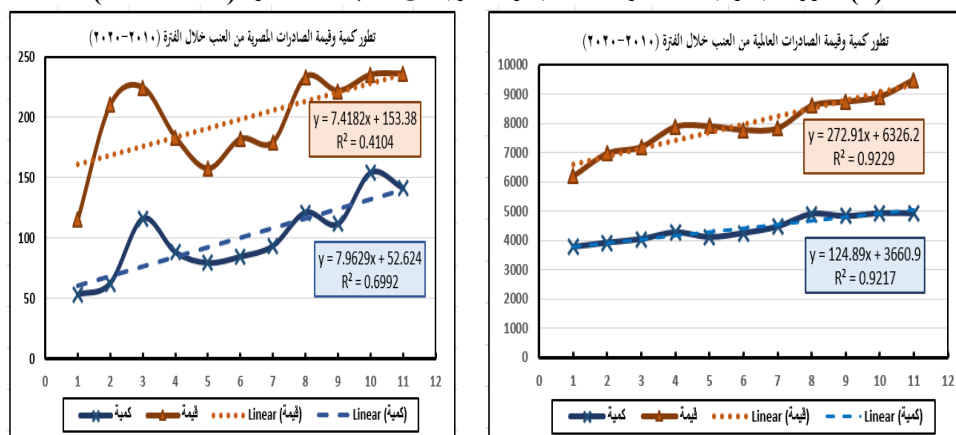 تطور كمية وقيمة الصادرات المصرية من العنب خلال الفترة (٢٠١٠-٢٠٢٠)
250
200
150
100
50
0
y = 7.4182x + 153.38
R² = 0.4104
y = 7.9629x + 52.624
R² = 0.6992
0 1 2 3 4 5 6 7 8 9 10 11 12
كمية قيمة Linear (قيمة) Linear (كمية)
تطور كمية وقيمة الصادرات العالمية من العنب خلال الفترة (٢٠١٠-٢٠٢٠)
10000
9000
8000
7000
6000
5000
4000
3000
2000
1000
0
y = 272.91x + 6326.2
R² = 0.9229
y = 124.89x + 3660.9
R² = 0.9217
0 1 2 3 4 5 6 7 8 9 10 11 12
كمية قيمة Linear (قيمة) Linear (كمية)